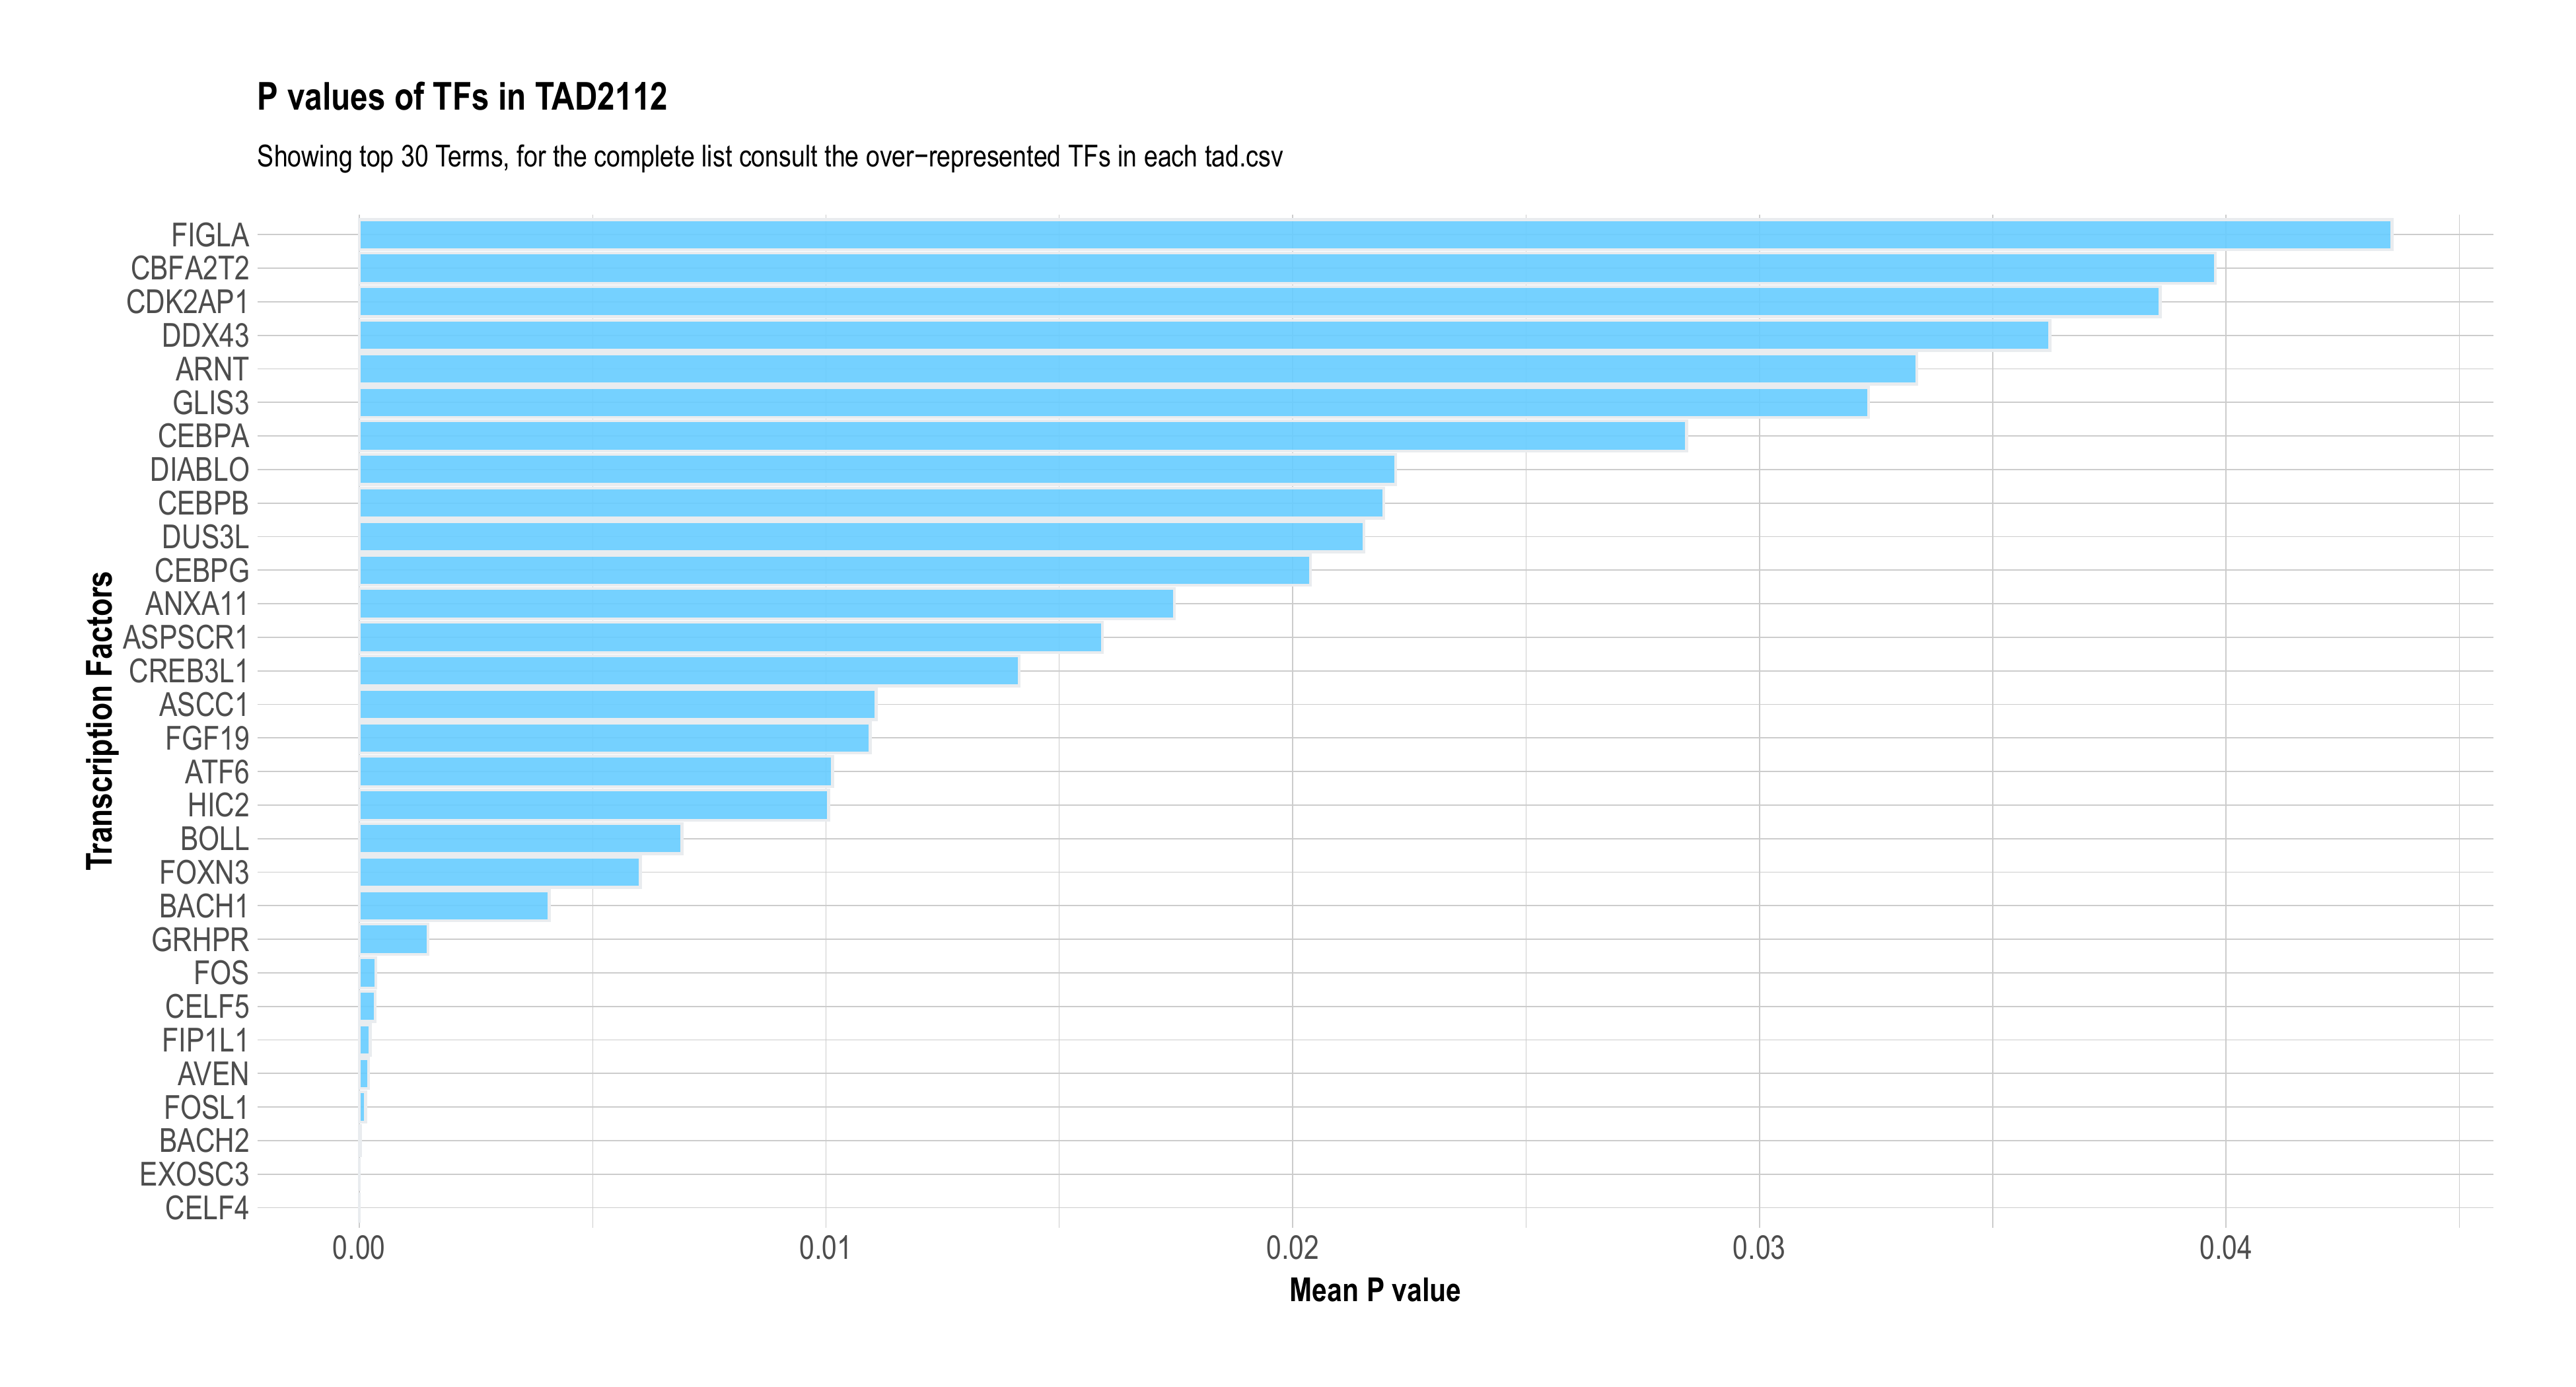 P values of TFs in TAD2112
Showing top 30 Terms, for the complete list consult the over−represented TFs in each tad.csv
Transcription Factors
FIGLA
CBFA2T2
CDK2AP1
DDX43
ARNT
GLIS3
CEBPA
DIABLO
CEBPB
DUS3L
CEBPG
ANXA11
ASPSCR1
CREB3L1
ASCC1
FGF19
ATF6
HIC2
BOLL
FOXN3
BACH1
GRHPR
FOS
CELF5
FIP1L1
AVEN
FOSL1
BACH2
EXOSC3
CELF4
0.00 0.01 0.02 0.03 0.04
Mean P value